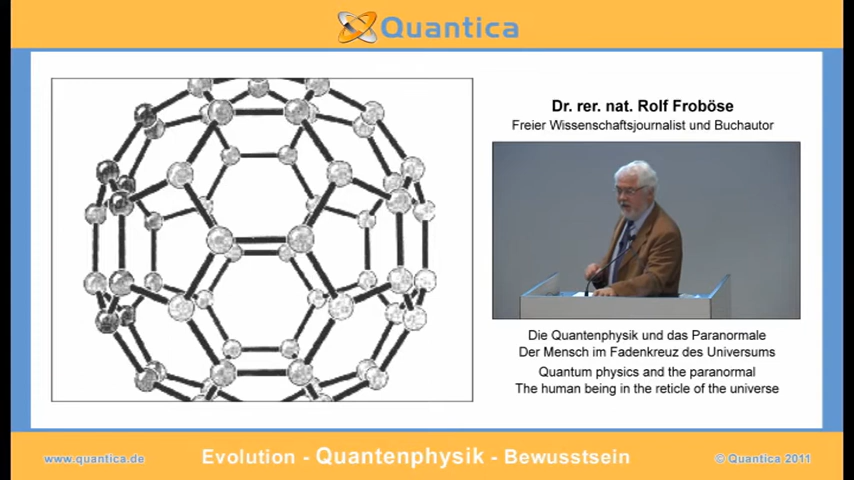 Quantica
Dr. rer. nat. Rolf Froböse
Freier Wissenschaftsjournalist und Buchautor
Die Quantenphysik und das Paranormale
Der Mensch im Fadenkreuz des Universums
Quantum physics and the paranormal
The human being in the reticle of the universe
www.quantica.de
Evolution - Quantenphysik - Bewusstsein
© Quantica 2011